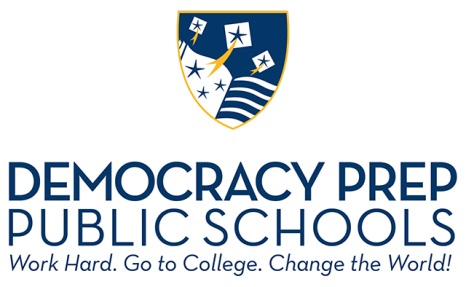 DEMOCRACY PREP
PUBLIC SCHOOLS
Work Hard. Go to College. Change the World!